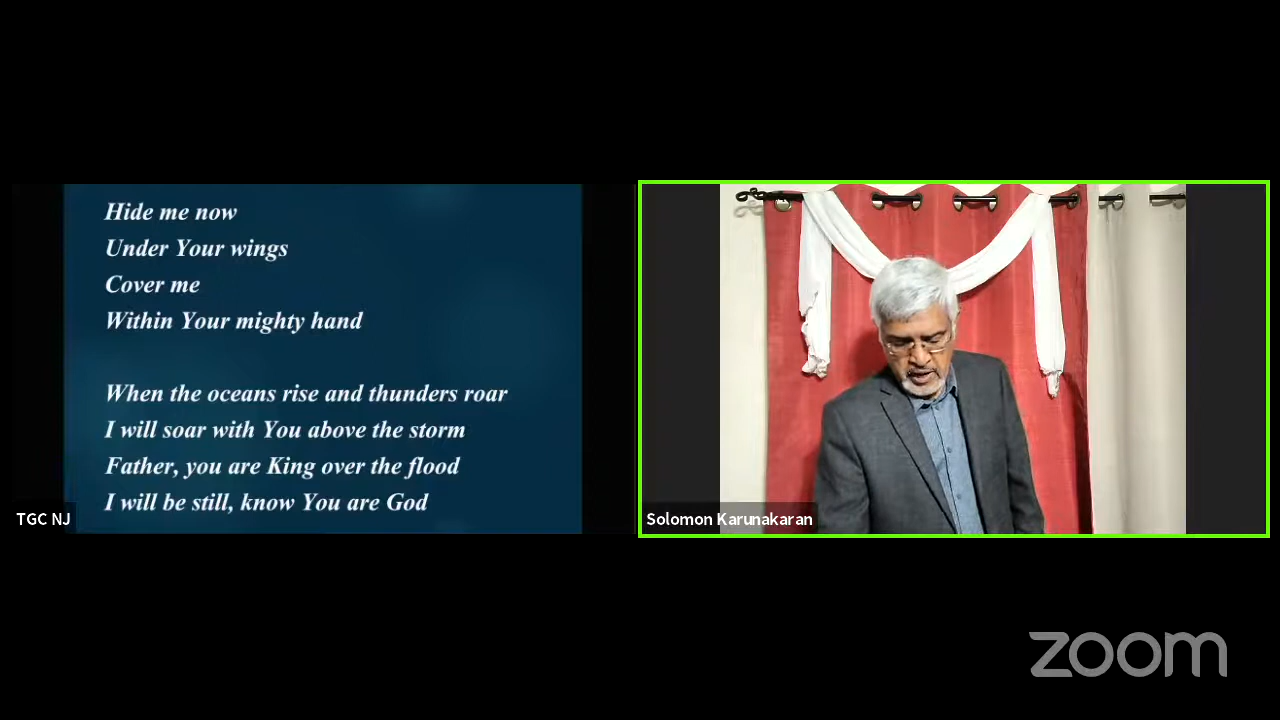 Hide me now
Under Your wings
Cover me
Within Your mighty hand
When the oceans rise and thunders roar
I will soar with You above the storm
Father, you are King over the flood
I will be still, know You are God
TGC NJ
Solomon Karunakaran
zoom